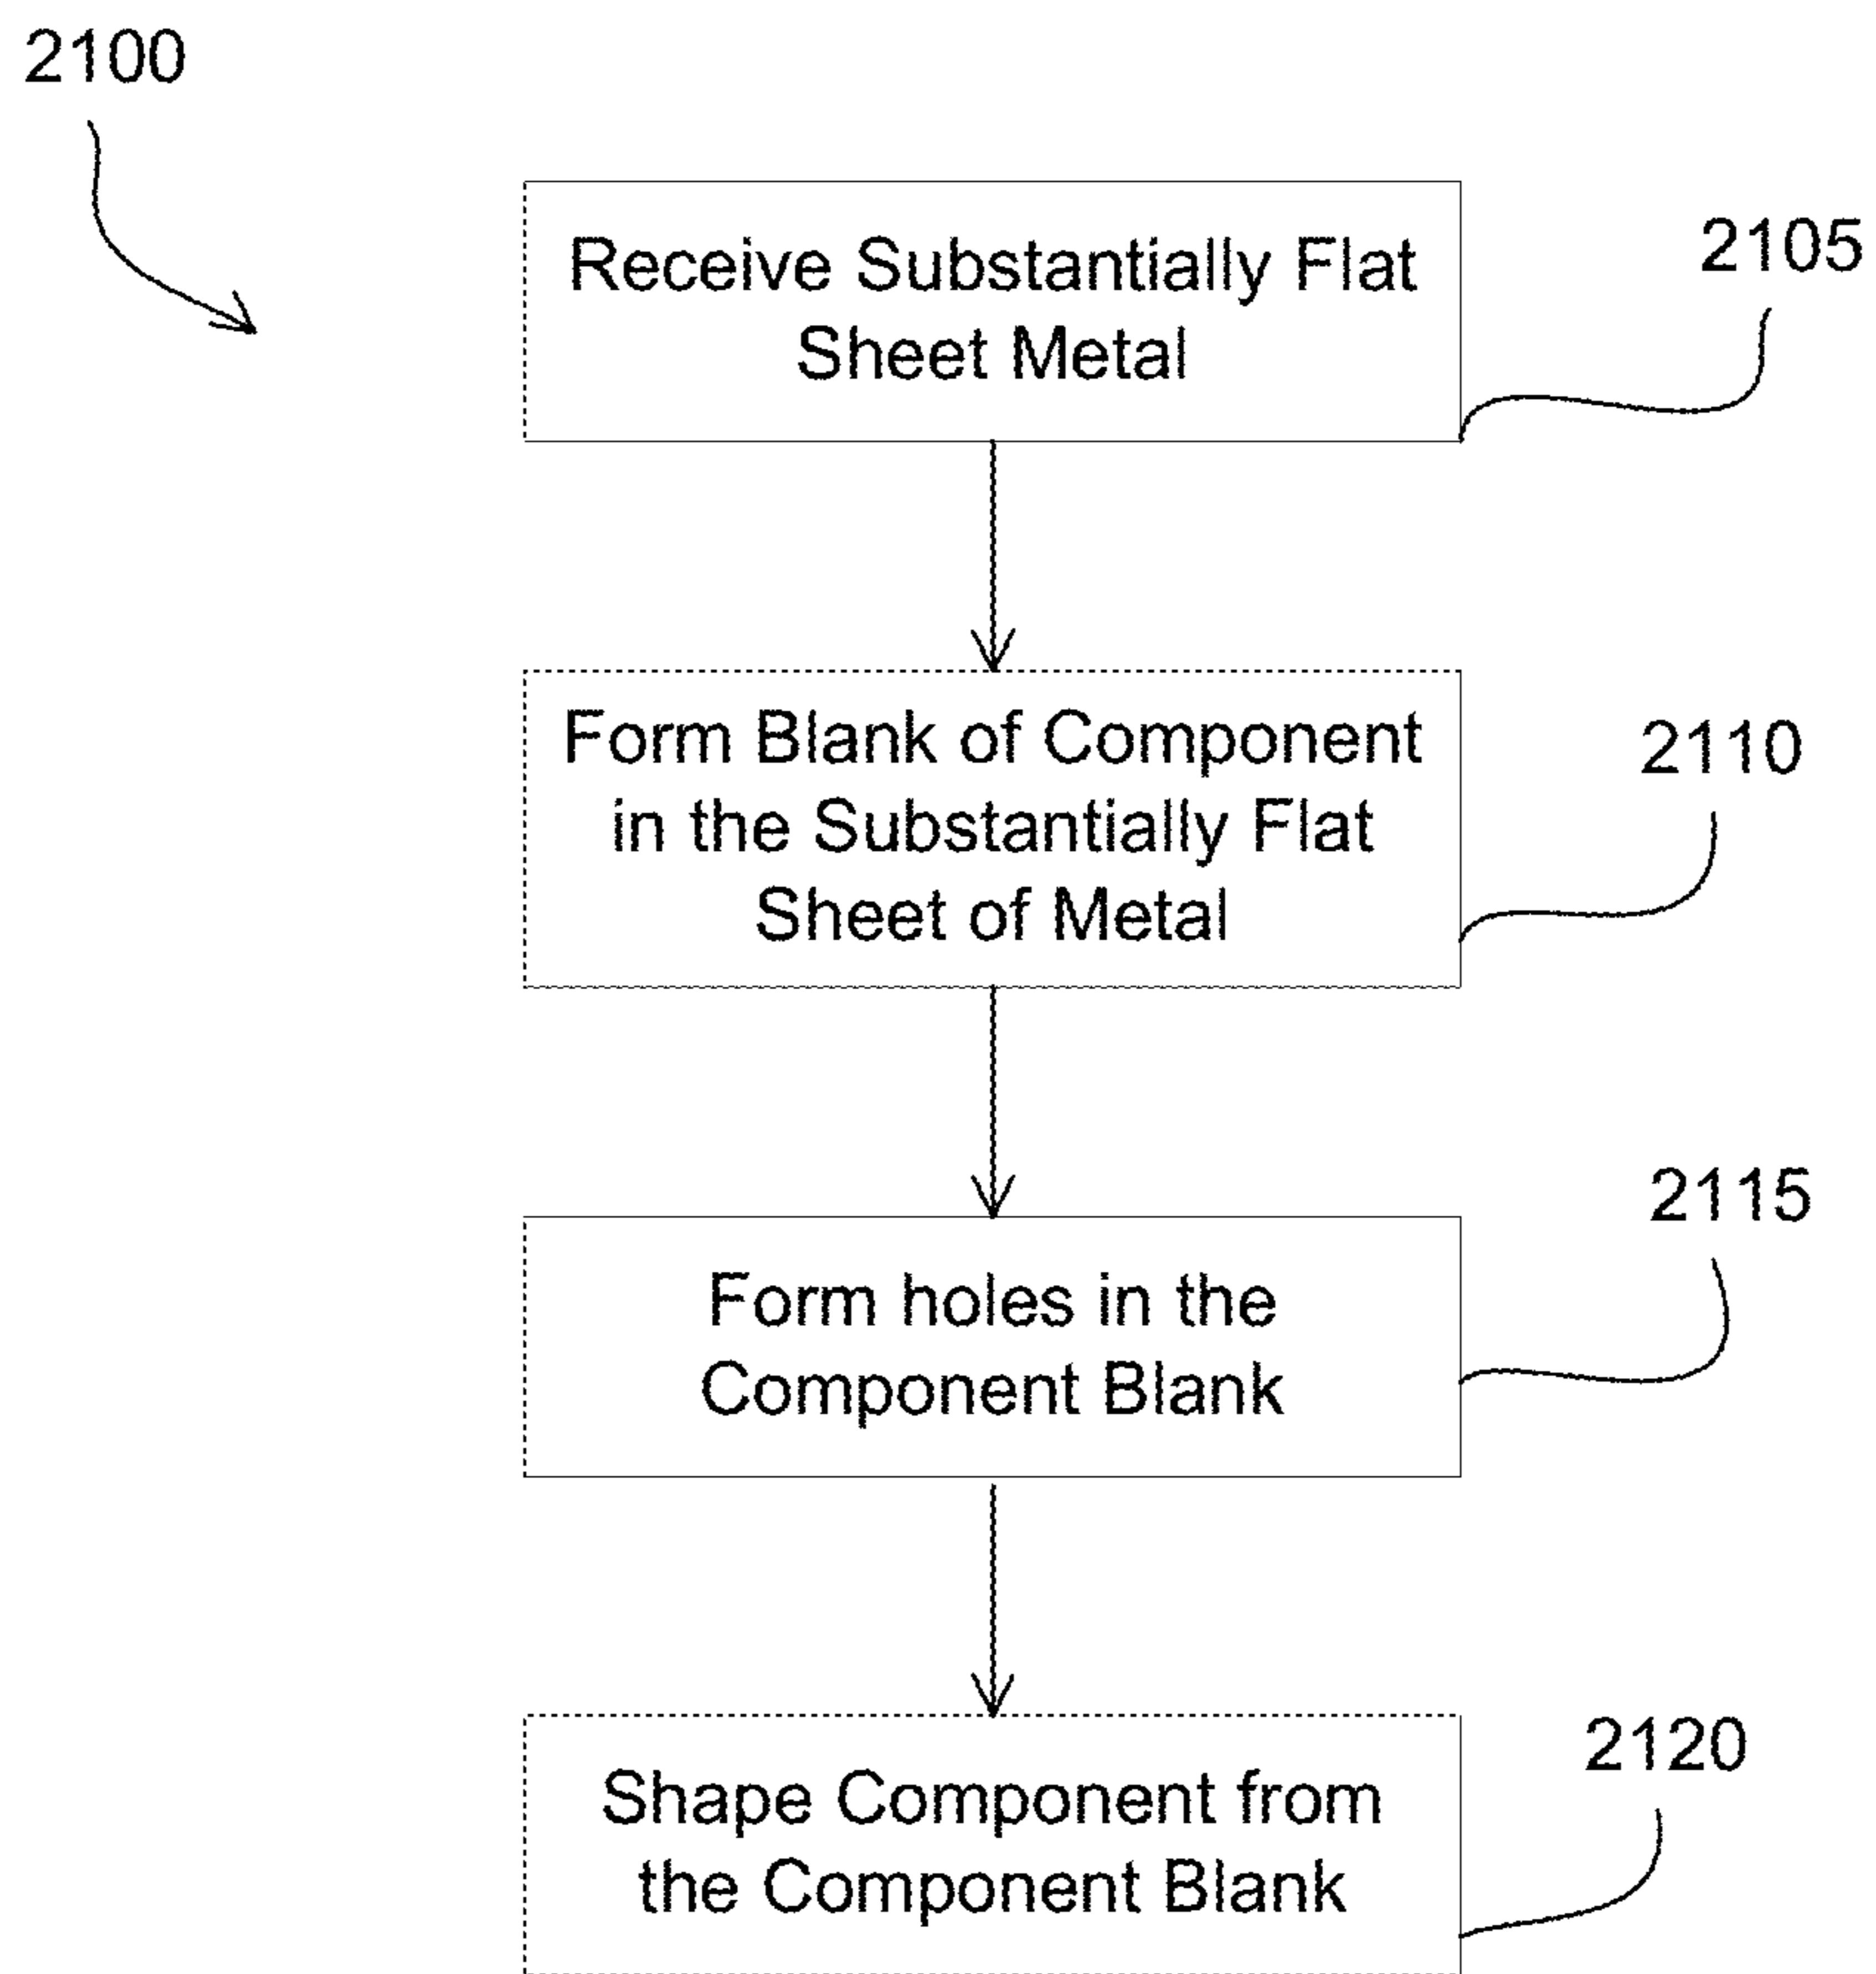 2100
Receive Substantially Flat
Sheet Metal
2105
Form Blank of Component
in the Substantially Flat
Sheet of Metal
2110
Form holes in the
Component Blank
2115
Shape Component from
the Component Blank
2120